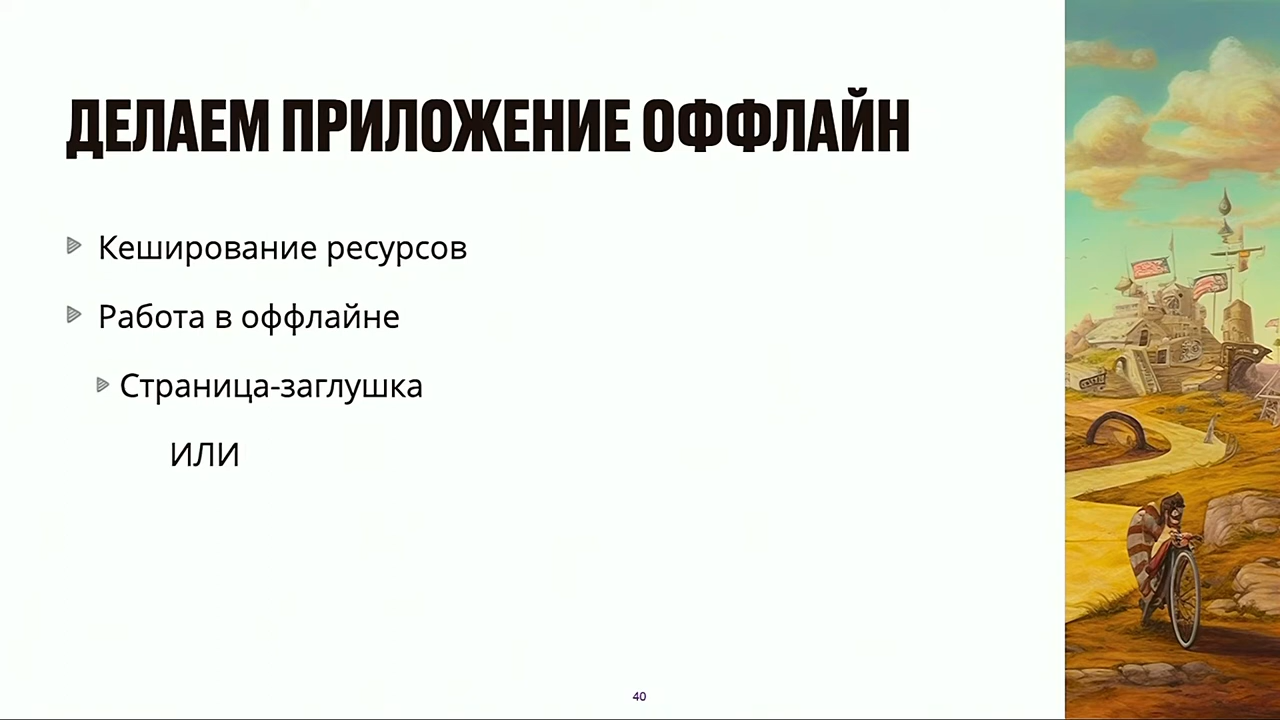 ДЕЛАЕМ ПРИЛОЖЕНИЕ ОФФЛАЙН
Кеширование ресурсов
Работа в оффлайне
Страница-заглушка
ИЛИ
40